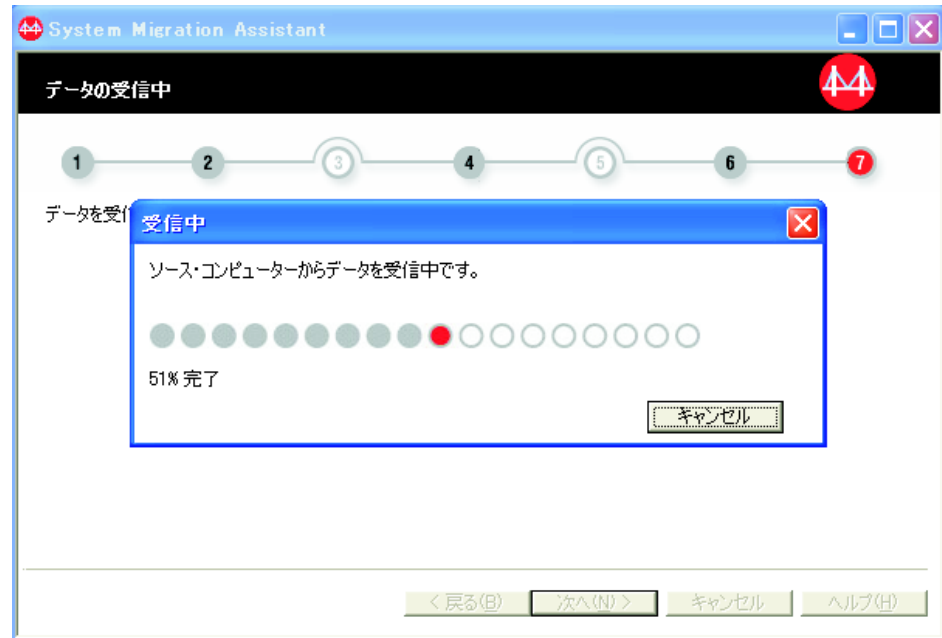 System Migration Assistant
データの受信中
1 2 3 4 5 6 7
データを受信
受信中
ソース・コンピューターからデータを受信中です。
51% 完了
キャンセル
< 戻る(B) 次へ(N) > キャンセル ヘルプ(H)